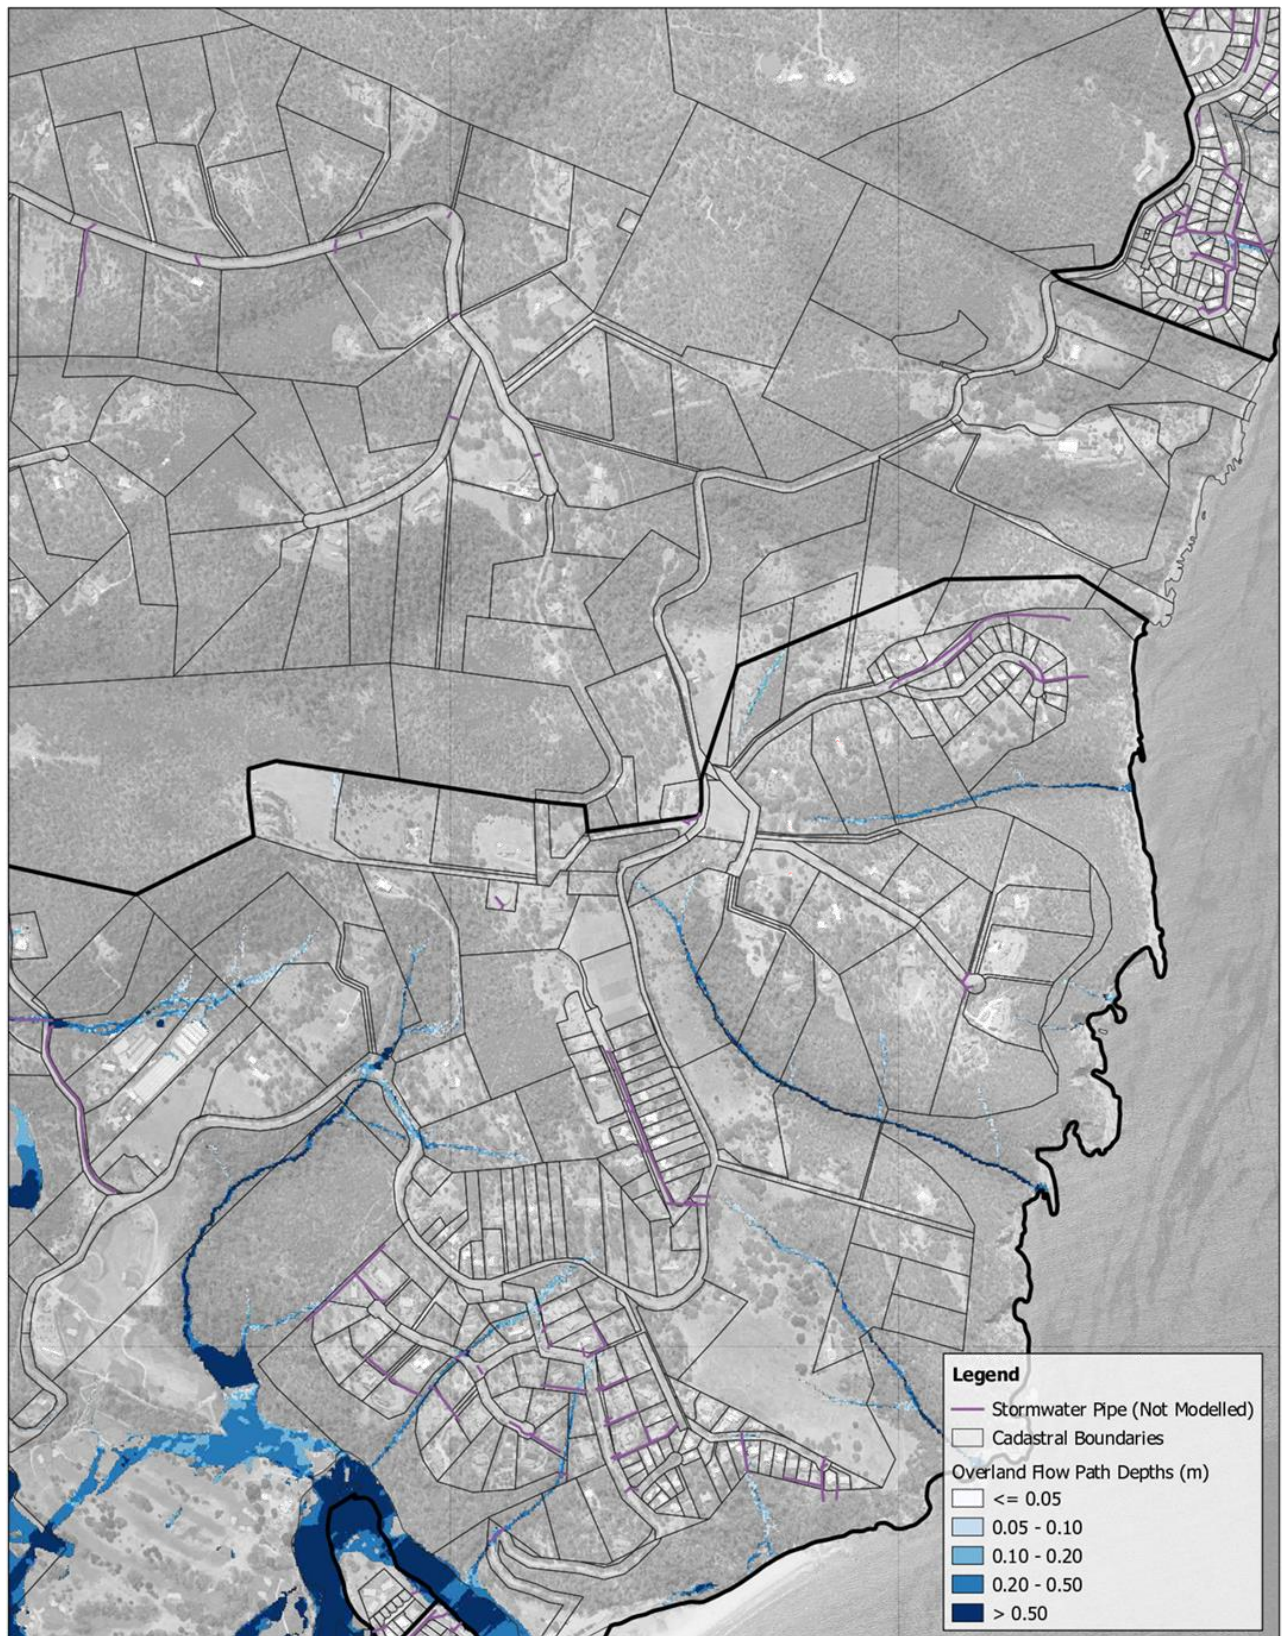 Legend
Stormwater Pipe (Not Modelled)
Cadastral Boundaries
Overland Flow Path Depths (m)
<= 0.05
0.05 - 0.10
0.10 - 0.20
0.20 - 0.50
> 0.50